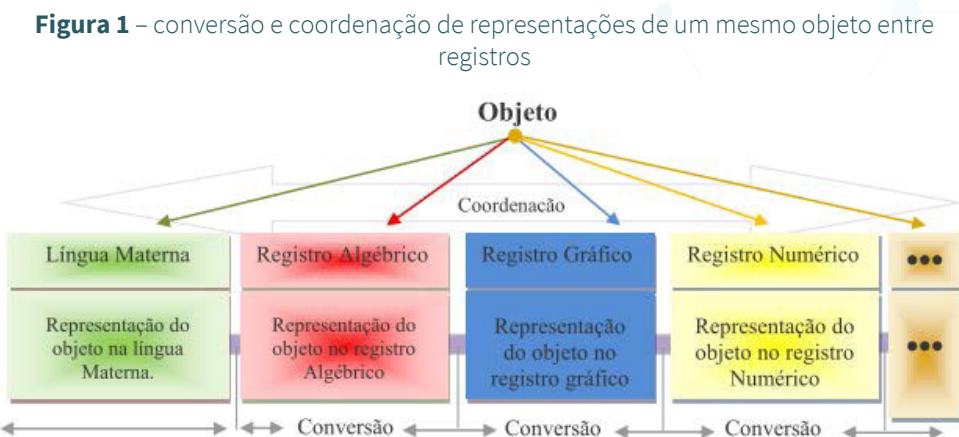 Figura 1 – conversão e coordenação de representações de um mesmo objeto entre
registros
Objeto
Coordenacão
Língua Materna
Registro Algébrico
Registro Gráfico
Registro Numérico
●●●
Representação do
objeto na língua
Materna.
Representação do
objeto no registro
Algébrico
Representação
do objeto no
registro gráfico
Representação do
objeto no registro
Numérico
●●●
Conversão
Conversão
Conversão